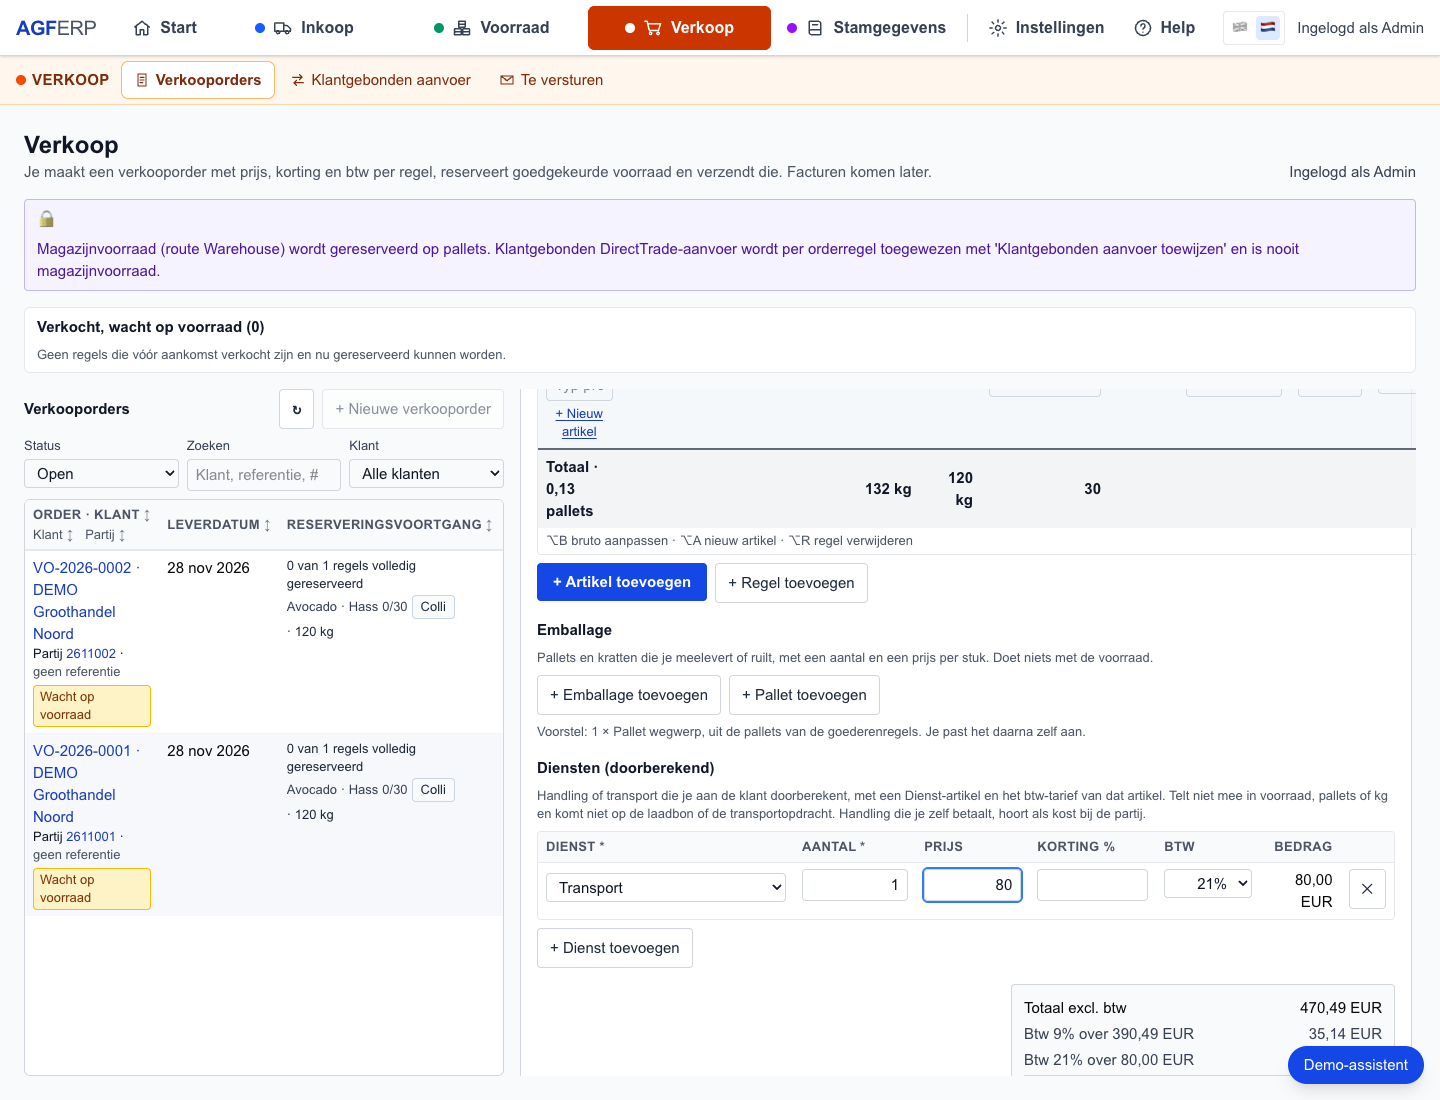 AGFERP
Start
Inkoop
Voorraad
Verkoop
Stamgegevens
Instellingen
Help
Ingelogd als Admin
VERKOOP
Verkooporders
Klantgebonden aanvoer
Te versturen
Verkoop
Je maakt een verkooporder met prijs, korting en btw per regel, reserveert goedgekeurde voorraad en verzendt die. Facturen komen later.
Ingelogd als Admin
Magazijnvoorraad (route Warehouse) wordt gereserveerd op pallets. Klantgebonden DirectTrade-aanvoer wordt per orderregel toegewezen met 'Klantgebonden aanvoer toewijzen' en is nooit
magazijnvoorraad.
Verkocht, wacht op voorraad (0)
Geen regels die vóór aankomst verkocht zijn en nu gereserveerd kunnen worden.
Verkooporders
↻
+ Nieuwe verkooporder
Status
Zoeken
Klant
Open
Klant, referentie, #
Alle klanten
ORDER · KLANT ↕
Klant ↕ Partij ↕
LEVERDATUM ↕
RESERVERINGSVOORTGANG ↕
VO-2026-0002 ·
DEMO
Groothandel
Noord
Partij 2611002 ·
geen referentie
Wacht op
voorraad
28 nov 2026
0 van 1 regels volledig
gereserveerd
Avocado · Hass 0/30 Colli
· 120 kg
VO-2026-0001 ·
DEMO
Groothandel
Noord
Partij 2611001 ·
geen referentie
Wacht op
voorraad
28 nov 2026
0 van 1 regels volledig
gereserveerd
Avocado · Hass 0/30 Colli
· 120 kg
+ Nieuw
artikel
Totaal ·
0,13
pallets
132 kg
120
kg
30
⌥B bruto aanpassen · ⌥A nieuw artikel · ⌥R regel verwijderen
+ Artikel toevoegen
+ Regel toevoegen
Emballage
Pallets en kratten die je meelevert of ruilt, met een aantal en een prijs per stuk. Doet niets met de voorraad.
+ Emballage toevoegen
+ Pallet toevoegen
Voorstel: 1 × Pallet wegwerp, uit de pallets van de goederenregels. Je past het daarna zelf aan.
Diensten (doorberekend)
Handling of transport die je aan de klant doorberekent, met een Dienst-artikel en het btw-tarief van dat artikel. Telt niet mee in voorraad, pallets of kg
en komt niet op de laadbon of de transportopdracht. Handling die je zelf betaalt, hoort als kost bij de partij.
DIENST *
AANTAL *
PRIJS
KORTING %
BTW
BEDRAG
Transport
1
80
21%
80,00
EUR
×
+ Dienst toevoegen
Totaal excl. btw 470,49 EUR
Btw 9% over 390,49 EUR 35,14 EUR
Btw 21% over 80,00 EUR
Demo-assistent